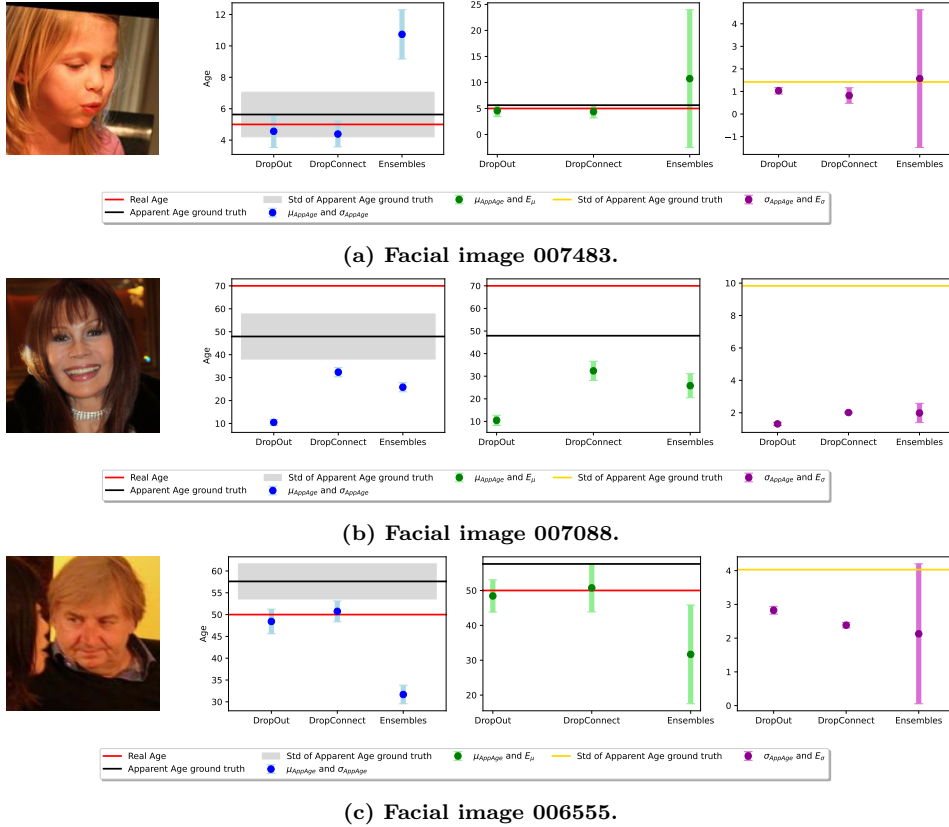 12
10
8
6
4
Age
DropOut DropConnect Ensembles
25
20
15
10
5
0
DropOut DropConnect Ensembles
4
3
2
1
0
−1
DropOut DropConnect Ensembles
Real Age
Apparent Age ground truth
Std of Apparent Age ground truth
μAppAge and σAppAge
μAppAge and Eμ
Std of Apparent Age ground truth
σAppAge and Eσ
(a) Facial image 007483.
70
60
50
40
30
20
10
Age
DropOut DropConnect Ensembles
70
60
50
40
30
20
10
DropOut DropConnect Ensembles
10
8
6
4
2
DropOut DropConnect Ensembles
Real Age
Apparent Age ground truth
Std of Apparent Age ground truth
μAppAge and σAppAge
μAppAge and Eμ
Std of Apparent Age ground truth
σAppAge and Eσ
(b) Facial image 007088.
60
55
50
45
40
35
30
Age
DropOut DropConnect Ensembles
50
40
30
20
DropOut DropConnect Ensembles
4
3
2
1
0
DropOut DropConnect Ensembles
Real Age
Apparent Age ground truth
Std of Apparent Age ground truth
μAppAge and σAppAge
μAppAge and Eμ
Std of Apparent Age ground truth
σAppAge and Eσ
(c) Facial image 006555.